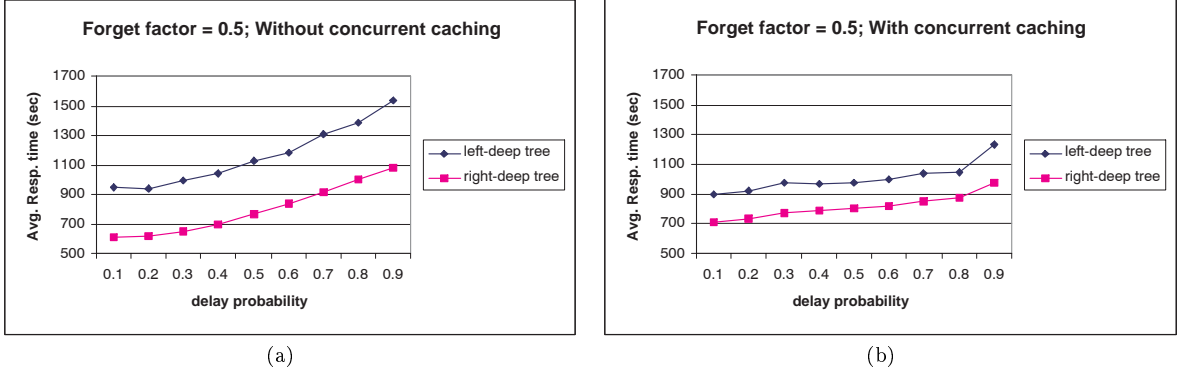 Forget factor = 0.5; Without concurrent caching
Avg. Resp. time (sec)
1700
1500
1300
1100
900
700
500
0.1 0.2 0.3 0.4 0.5 0.6 0.7 0.8 0.9
delay probability
left-deep tree
right-deep tree
(a)
Forget factor = 0.5; With concurrent caching
Avg. Resp. time (sec)
1700
1500
1300
1100
900
700
500
0.1 0.2 0.3 0.4 0.5 0.6 0.7 0.8 0.9
delay probability
left-deep tree
right-deep tree
(b)